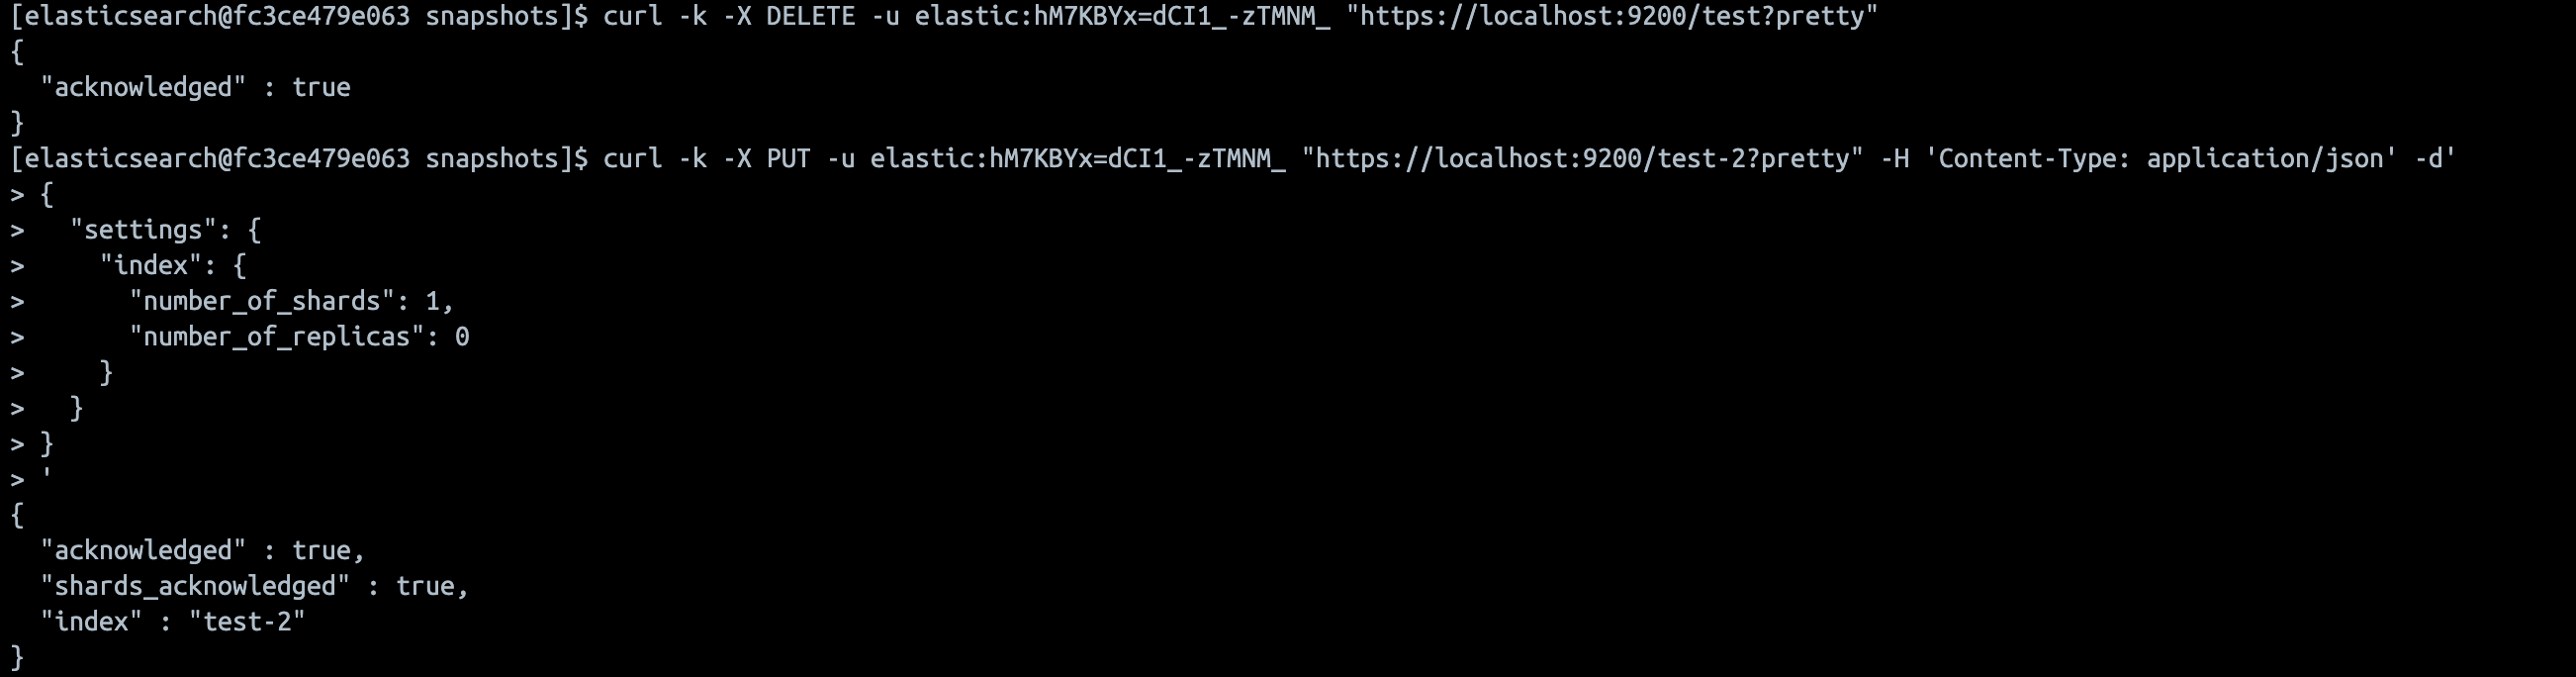 [elasticsearch@fc3ce479e063 snapshots]$ curl -k -X DELETE -u elastic:hM7KBYx=dCI1_-zTMNM_ "https://localhost:9200/test?pretty"
{
  "acknowledged" : true
}
[elasticsearch@fc3ce479e063 snapshots]$ curl -k -X PUT -u elastic:hM7KBYx=dCI1_-zTMNM_ "https://localhost:9200/test-2?pretty" -H 'Content-Type: application/json' -d'
> {
>   "settings": {
>     "index": {
>       "number_of_shards": 1,
>       "number_of_replicas": 0
>     }
>   }
> }
> '
{
  "acknowledged" : true,
  "shards_acknowledged" : true,
  "index" : "test-2"
}